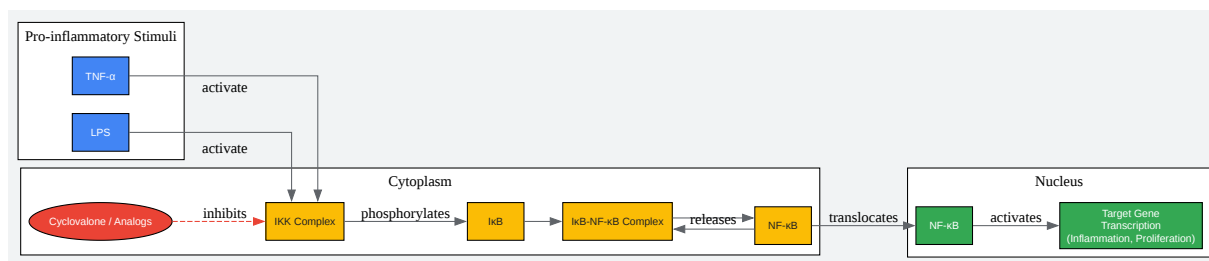 Pro-inflammatory Stimuli
TNF-α
activate
LPS
activate
Cytoplasm
Nucleus
Cyclovalone / Analogs
inhibits
IKK Complex
phosphorylates
IκB
IκB-NF-κB Complex
releases
NF-κB
translocates
NF-κB
activates
Target Gene
Transcription
(Inflammation, Proliferation)